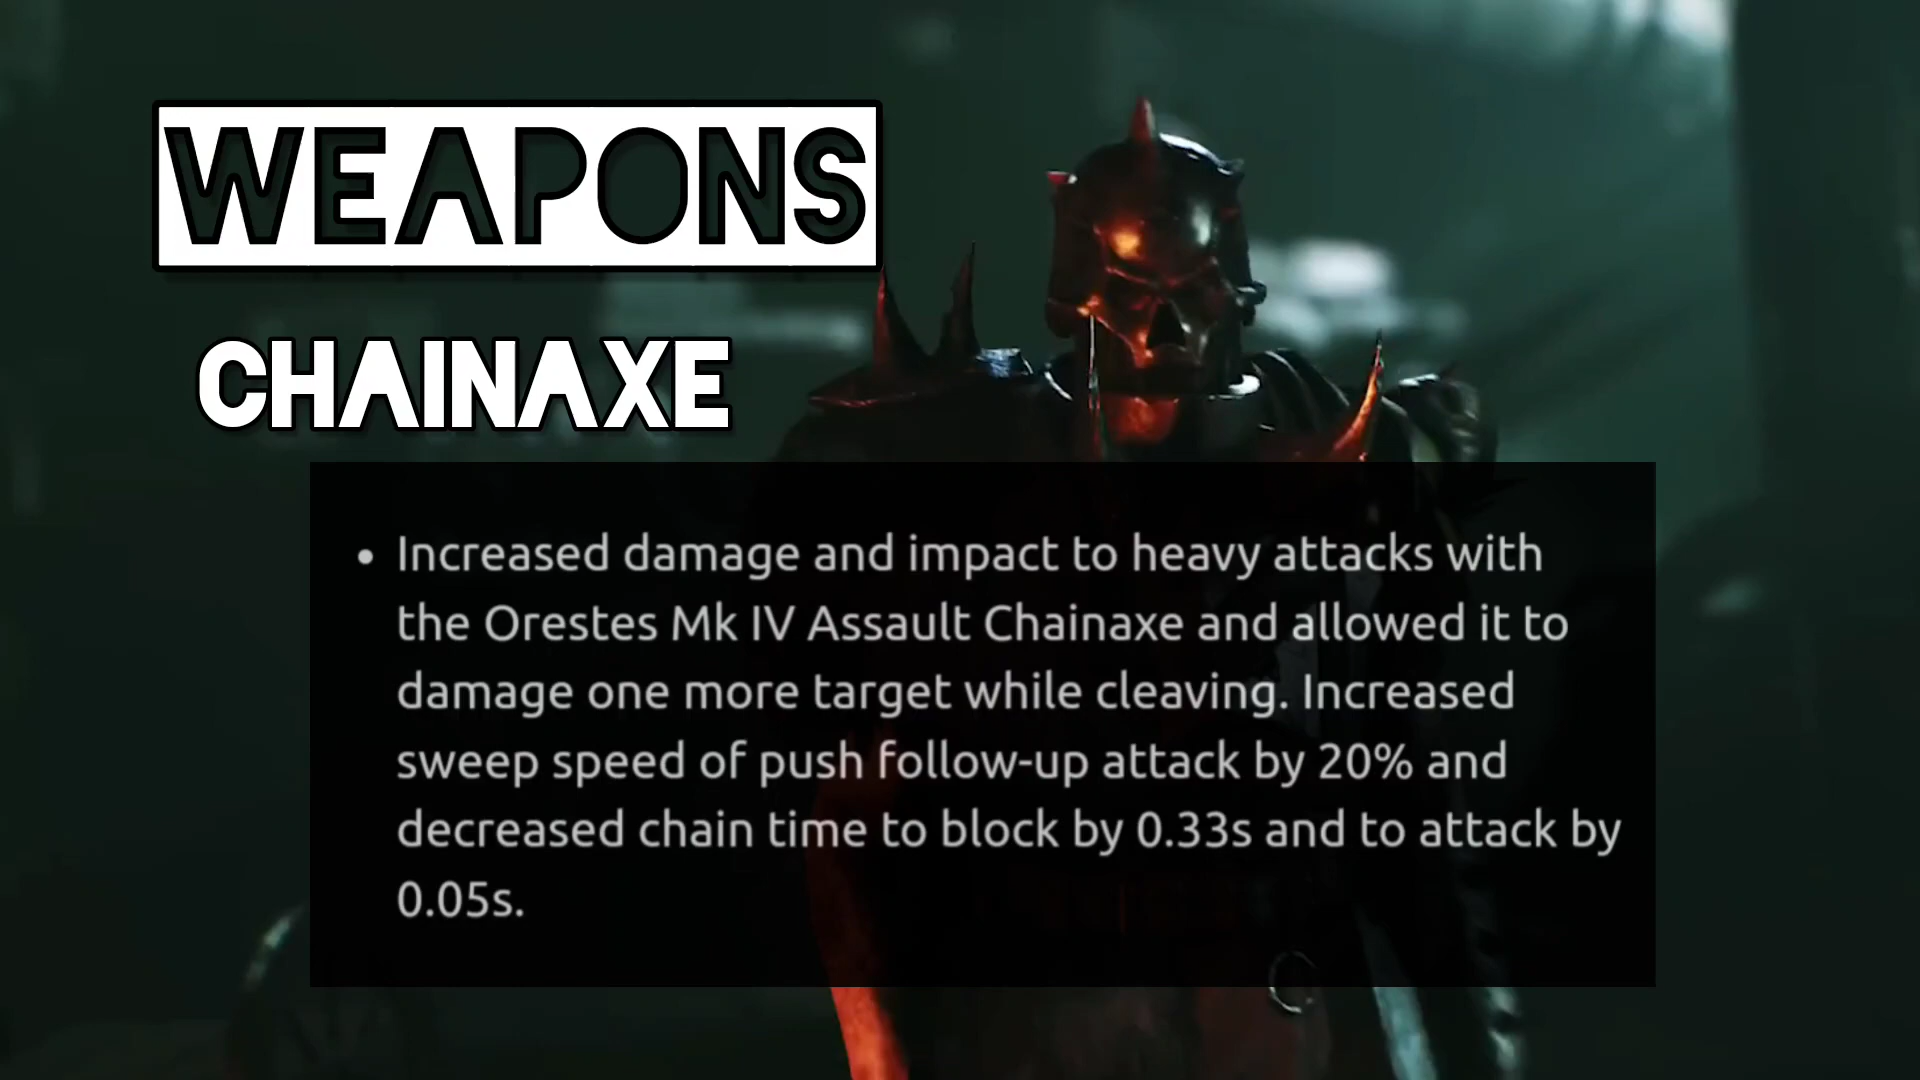 WEAPONS
CHAINAXE
• Increased damage and impact to heavy attacks with
the Orestes Mk IV Assault Chainaxe and allowed it to
damage one more target while cleaving. Increased
sweep speed of push follow-up attack by 20% and
decreased chain time to block by 0.33s and to attack by
0.05s.